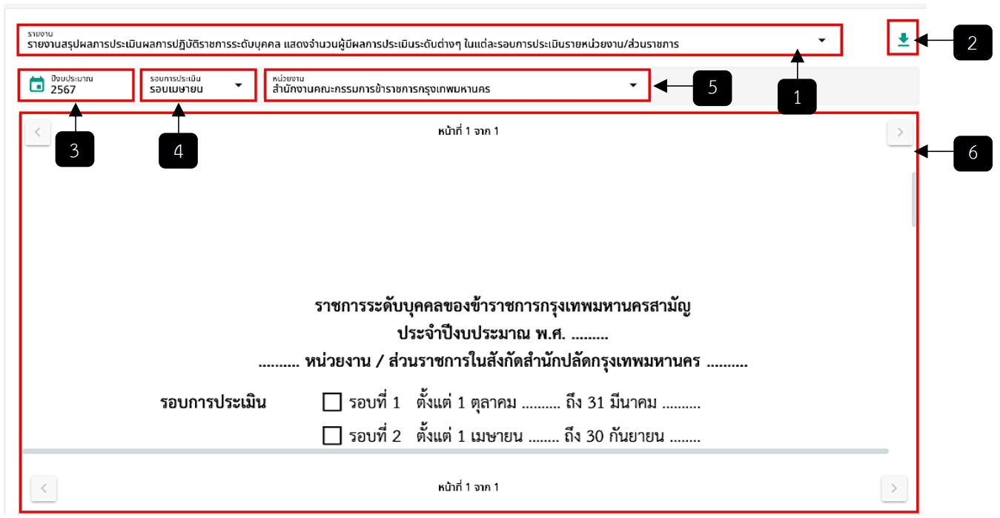 รายงาน
รายงานสรุปผลการประเมินผลการปฏิบัติราชการระดับบุคคล แสดงจำนวนผู้มีผลการประเมินระดับต่างๆ ในแต่ละรอบการประเมินรายหน่วยงาน/ส่วนราชการ
2
ปีงบประมาณ
2567
รอบการประเมิน
รอบเมษายน
หน่วยงาน
สำนักงานคณะกรรมการข้าราชการกรุงเทพมหานคร
5
1
หน้าที่ 1 จาก 1
3
4
6
ราชการระดับบุคคลของข้าราชการกรุงเทพมหานครสามัญ
ประจำปีงบประมาณ พ.ศ. .........
.......... หน่วยงาน / ส่วนราชการในสังกัดสำนักปลัดกรุงเทพมหานคร ..........
รอบการประเมิน รอบที่ 1 ตั้งแต่ 1 ตุลาคม .......... ถึง 31 มีนาคม ..........
รอบที่ 2 ตั้งแต่ 1 เมษายน ........ ถึง 30 กันยายน ........
หน้าที่ 1 จาก 1